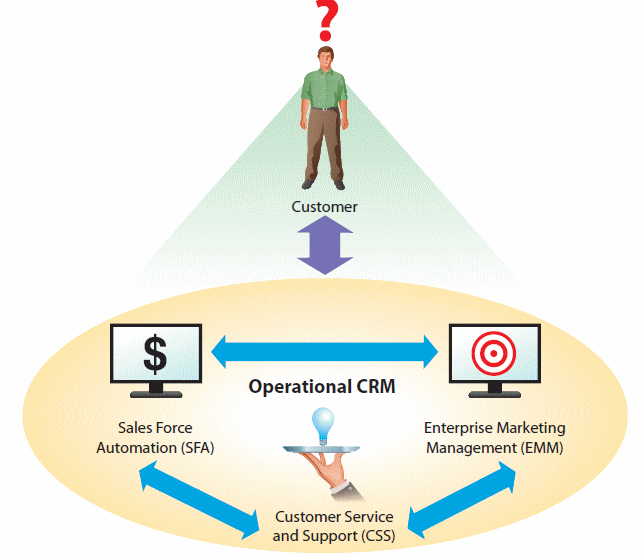 ?
Customer
$
Operational CRM
Sales Force
Automation (SFA)
Enterprise Marketing
Management (EMM)
Customer Service
and Support (CSS)